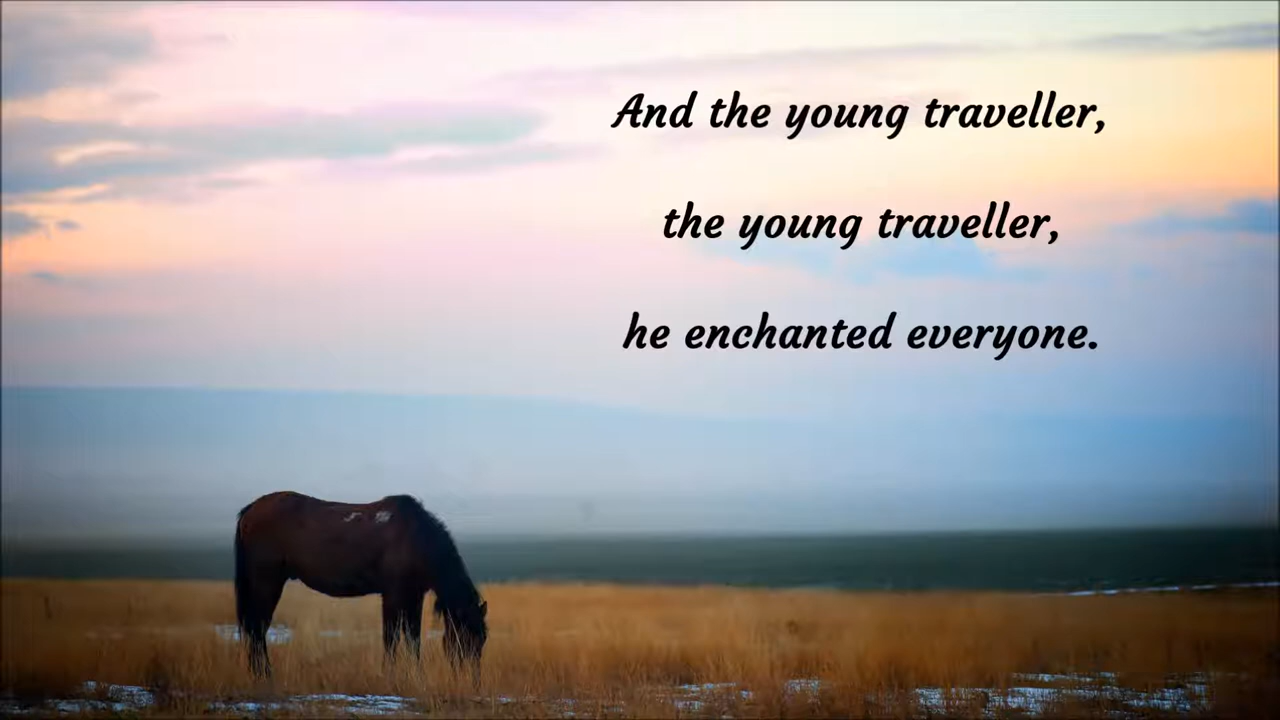 And the young traveller,
the young traveller,
he enchanted everyone.